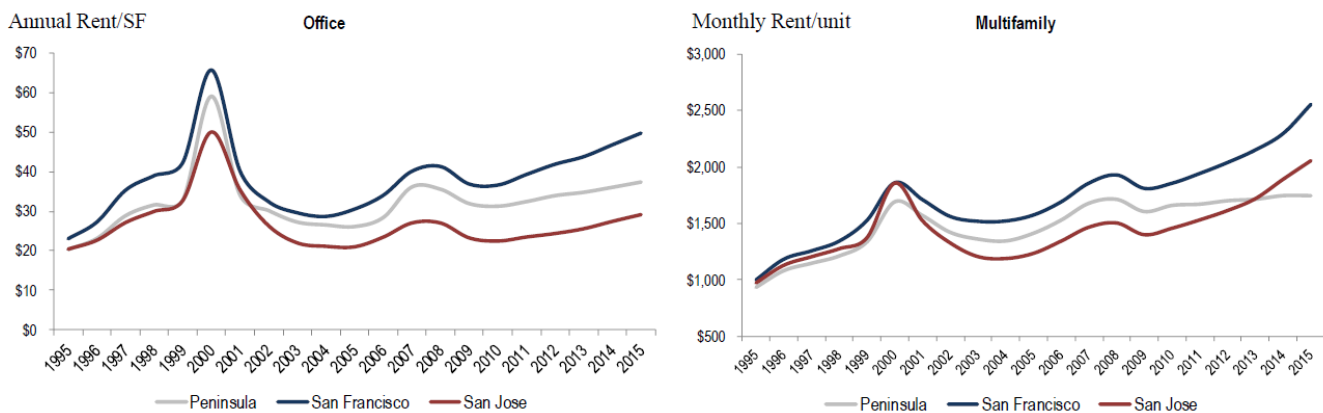 Annual Rent/SF
Office
$70
$60
$50
$40
$30
$20
$10
$0
1995 1996 1997 1998 1999 2000 2001 2002 2003 2004 2005 2006 2007 2008 2009 2010 2011 2012 2013 2014 2015
Peninsula San Francisco San Jose
Monthly Rent/unit
Multifamily
$3,000
$2,500
$2,000
$1,500
$1,000
$500
1995 1996 1997 1998 1999 2000 2001 2002 2003 2004 2005 2006 2007 2008 2009 2010 2011 2012 2013 2014 2015
Peninsula San Francisco San Jose